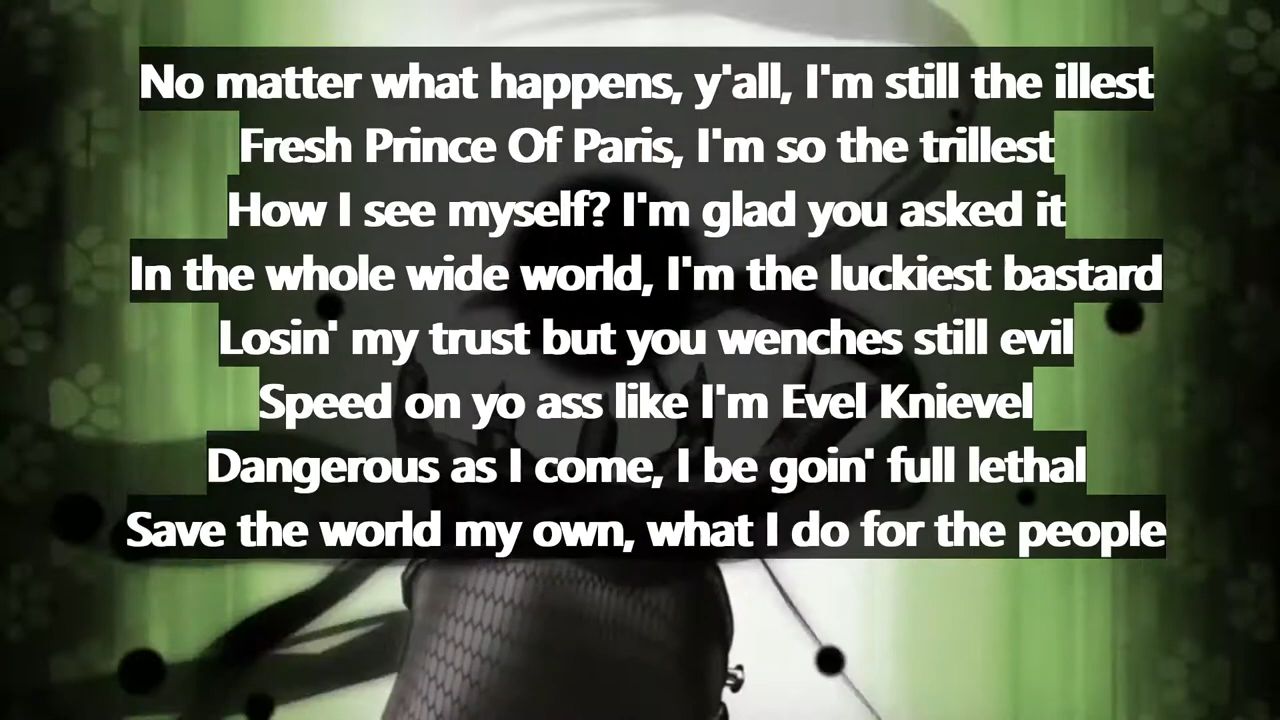 No matter what happens, y'all, I'm still the illest
Fresh Prince Of Paris, I'm so the trillest
How I see myself? I'm glad you asked it
In the whole wide world, I'm the luckiest bastard
Losin' my trust but you wenches still evil
Speed on yo ass like I'm Evel Knievel
Dangerous as I come, I be goin' full lethal
Save the world my own, what I do for the people